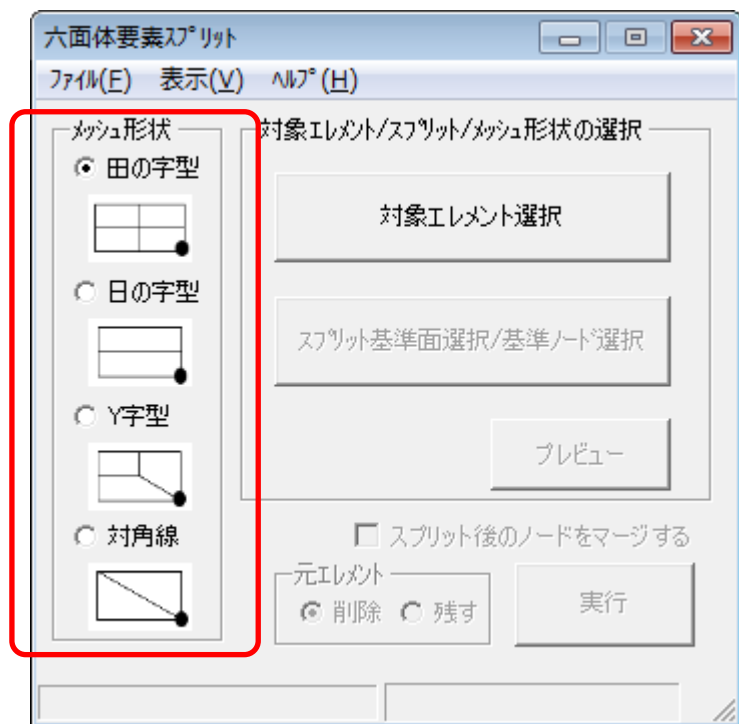 六面体要素ｽﾌﾟﾘｯﾄ
ﾌｧｲﾙ(F) 表示(V) ﾍﾙﾌﾟ(H)
ﾒｯｼｭ形状
田の字型
日の字型
Y字型
対角線
対象ｴﾚﾒﾝﾄ/ｽﾌﾟﾘｯﾄ/ﾒｯｼｭ形状の選択
対象エレメント選択
スプリット基準面選択/基準ノード選択
プレビュー
スプリット後のノードをマージする
元エレメント
削除 残す
実行